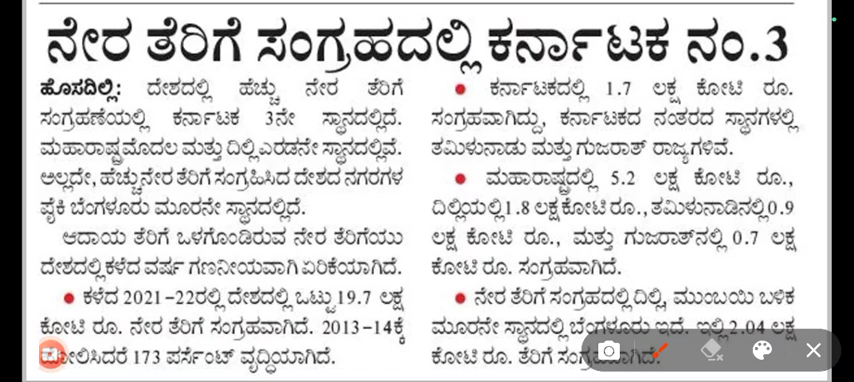 ನೇರ ತೆರಿಗೆ ಸಂಗ್ರಹದಲ್ಲಿ ಕರ್ನಾಟಕ ನಂ.3
ಹೊಸದಿಲ್ಲಿ: ದೇಶದಲ್ಲಿ ಹೆಚ್ಚು ನೇರ ತೆರಿಗೆ
ಸಂಗ್ರಹಣೆಯಲ್ಲಿ ಕರ್ನಾಟಕ 3ನೇ ಸ್ಥಾನದಲ್ಲಿದೆ.
ಮಹಾರಾಷ್ಟ್ರ ಮೊದಲ ಮತ್ತು ದಿಲ್ಲಿ ಎರಡನೇ ಸ್ಥಾನದಲ್ಲಿವೆ.
ಅಲ್ಲದೇ, ಹೆಚ್ಚು ನೇರ ತೆರಿಗೆ ಸಂಗ್ರಹಿಸಿದ ದೇಶದ ನಗರಗಳ
ಪೈಕಿ ಬೆಂಗಳೂರು ಮೂರನೇ ಸ್ಥಾನದಲ್ಲಿದೆ.
ಆದಾಯ ತೆರಿಗೆ ಒಳಗೊಂಡಿರುವ ನೇರ ತೆರಿಗೆಯು
ದೇಶದಲ್ಲಿ ಕಳೆದ ವರ್ಷ ಗಣನೀಯವಾಗಿ ಏರಿಕೆಯಾಗಿದೆ.
● ಕಳೆದ 2021-22ರಲ್ಲಿ ದೇಶದಲ್ಲಿ ಒಟ್ಟು 19.7 ಲಕ್ಷ
ಕೋಟಿ ರೂ. ನೇರ ತೆರಿಗೆ ಸಂಗ್ರಹವಾಗಿದೆ. 2013-14ಕ್ಕೆ
ಹೋಲಿಸಿದರೆ 173 ಪರ್ಸೆಂಟ್ ವೃದ್ಧಿಯಾಗಿದೆ.
● ಕರ್ನಾಟಕದಲ್ಲಿ 1.7 ಲಕ್ಷ ಕೋಟಿ ರೂ.
ಸಂಗ್ರಹವಾಗಿದ್ದು, ಕರ್ನಾಟಕದ ನಂತರದ ಸ್ಥಾನಗಳಲ್ಲಿ
ತಮಿಳುನಾಡು ಮತ್ತು ಗುಜರಾತ್ ರಾಜ್ಯಗಳಿವೆ.
● ಮಹಾರಾಷ್ಟ್ರದಲ್ಲಿ 5.2 ಲಕ್ಷ ಕೋಟಿ ರೂ.,
ದಿಲ್ಲಿಯಲ್ಲಿ 1.8 ಲಕ್ಷ ಕೋಟಿ ರೂ., ತಮಿಳುನಾಡಿನಲ್ಲಿ 0.9
ಲಕ್ಷ ಕೋಟಿ ರೂ., ಮತ್ತು ಗುಜರಾತ್‌ನಲ್ಲಿ 0.7 ಲಕ್ಷ
ಕೋಟಿ ರೂ. ಸಂಗ್ರಹವಾಗಿದೆ.
● ನೇರ ತೆರಿಗೆ ಸಂಗ್ರಹದಲ್ಲಿ ದಿಲ್ಲಿ, ಮುಂಬಯಿ ಬಳಿಕ
ಮೂರನೇ ಸ್ಥಾನದಲ್ಲಿ ಬೆಂಗಳೂರು ಇದೆ. ಇಲ್ಲಿ 2.04 ಲಕ್ಷ
ಕೋಟಿ ರೂ. ತೆರಿಗೆ ಸಂಗ್ರಹವಾಗಿದೆ.